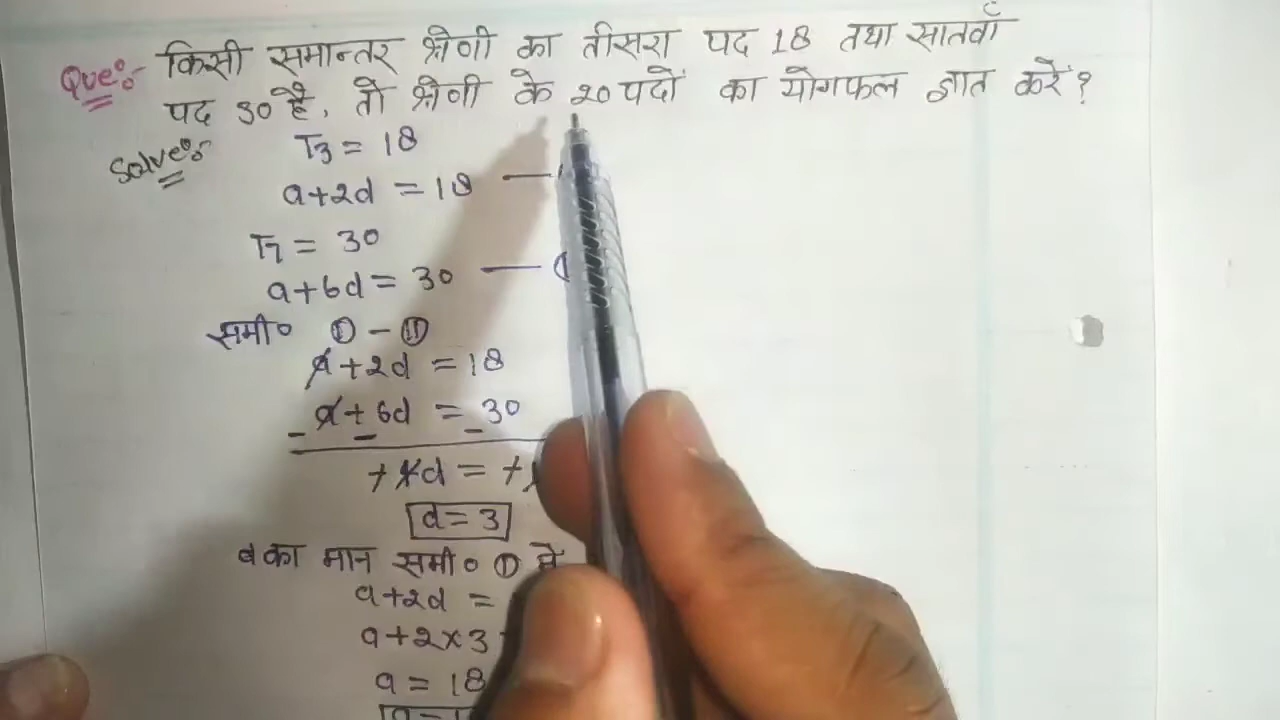 Que:- किसी समान्तर श्रेणी का तीसरा पद 18 तथा सातवाँ
पद 30 है, तो श्रेणी के 20 पदों का योगफल ज्ञात करें?
Solve:-
T3 = 18
a+2d = 18 —
T7 = 30
a+6d = 30 —
समी० ① - ⑪
a+2d = 18
a+6d = 30
- - -
+4d = +
d = 3
d का मान समी० ① में
a+2d =
a+2×3
a = 18